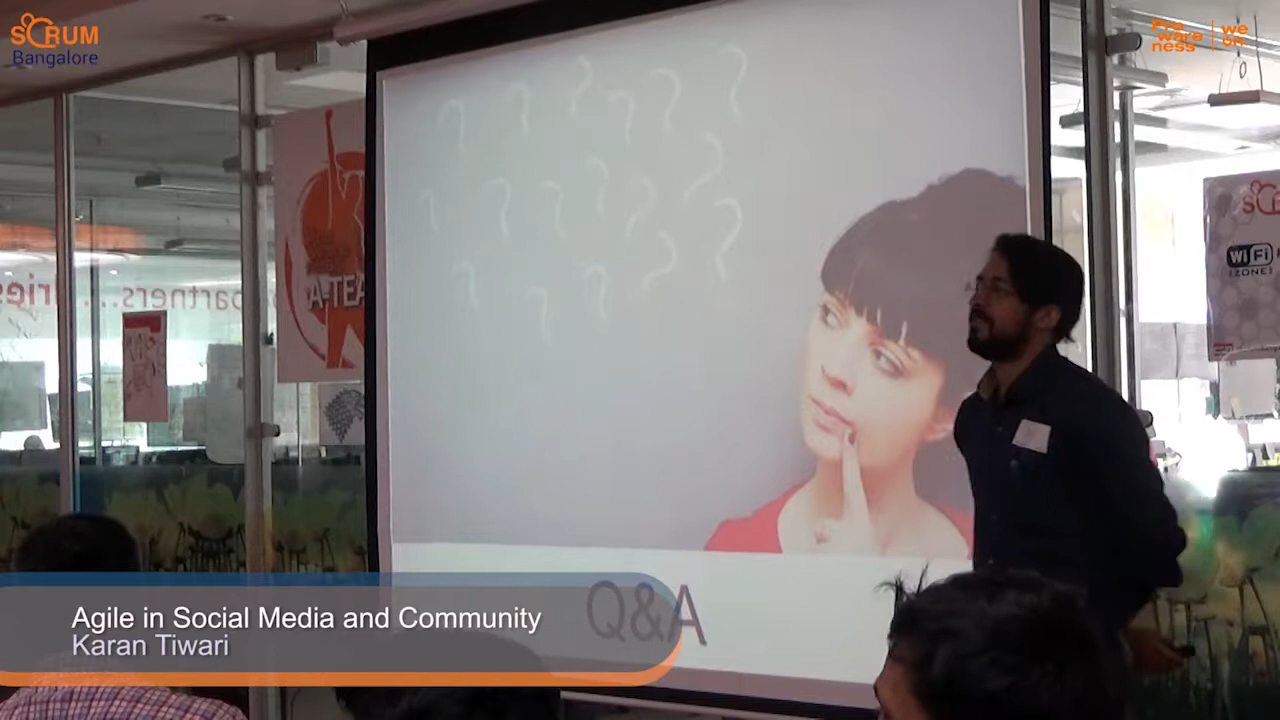 SCRUM
Bangalore
Pro
ware
ness
we
on.
partners...
A-TEA
WiFi
ZONE
Q&A
Agile in Social Media and Community
Karan Tiwari